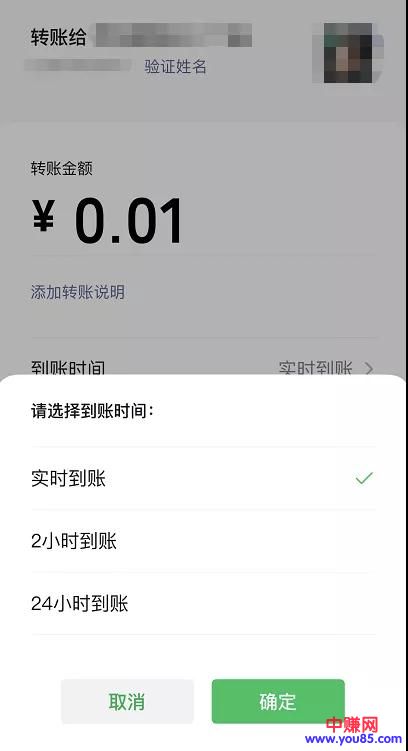 转账给
验证姓名
转账金额
¥ 0.01
添加转账说明
到账时间 实时到账
请选择到账时间：
实时到账
2小时到账
24小时到账
取消 确定
中赚网
www.you85.com